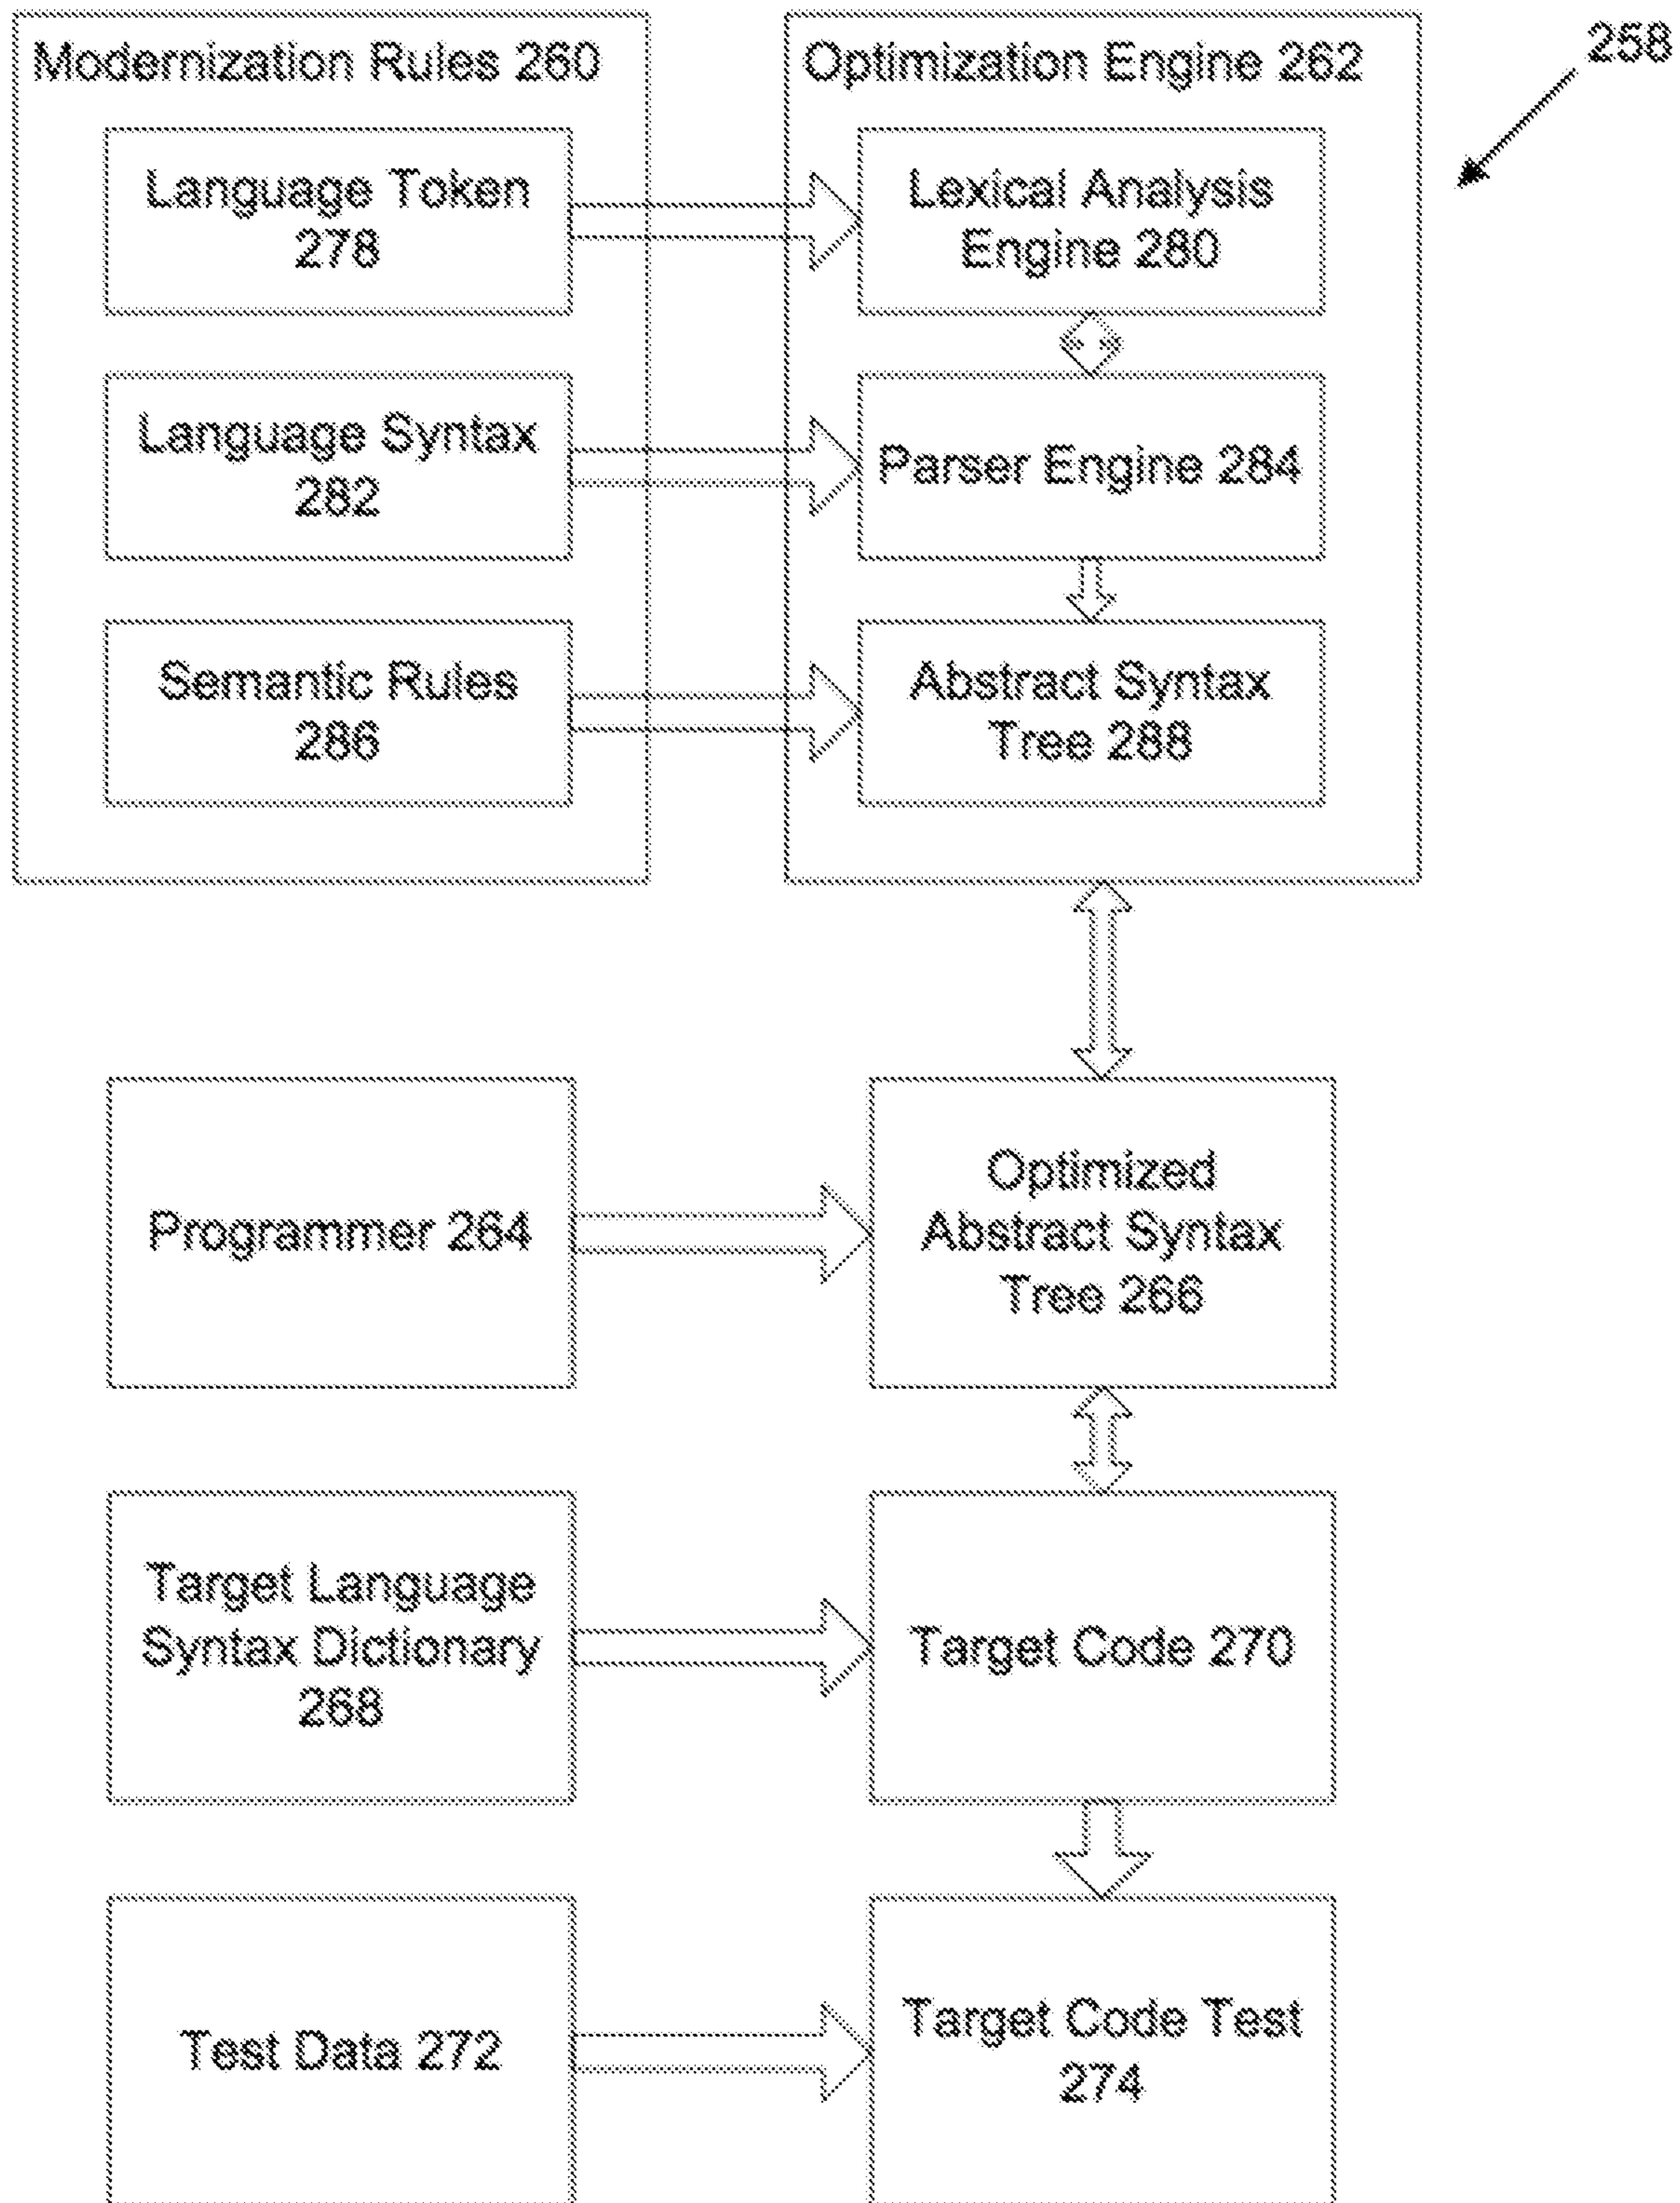 Modernization Rules 260
Optimization Engine 262
258
Language Token
278
Lexical Analysis
Engine 280
Language Syntax
282
Parser Engine 284
Semantic Rules
286
Abstract Syntax
Tree 288
Programmer 264
Optimized
Abstract Syntax
Tree 266
Target Language
Syntax Dictionary
268
Target Code 270
Test Data 272
Target Code Test
274